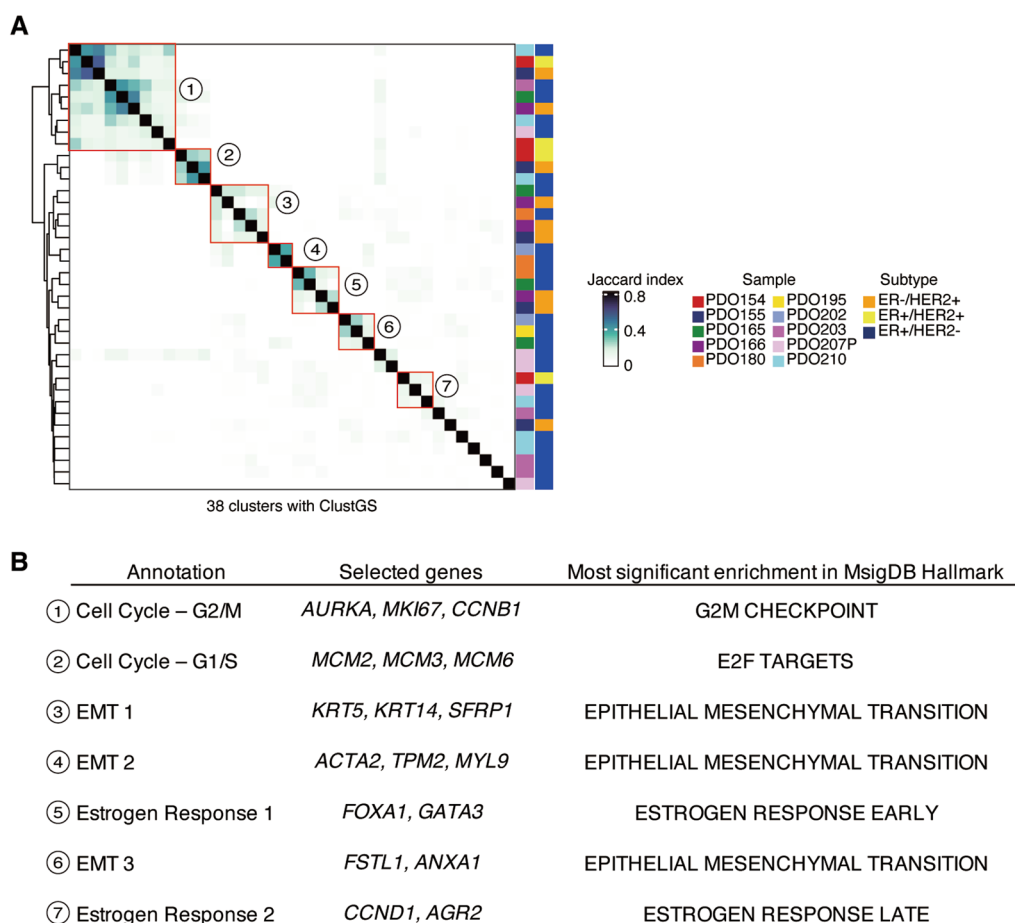 A
1
2
3
4
5
6
7
38 clusters with ClustGS
Jaccard index
0.8
0.4
0
Sample
PDO154 PDO195
PDO155 PDO202
PDO165 PDO203
PDO166 PDO207P
PDO180 PDO210
Subtype
ER-/HER2+
ER+/HER2+
ER+/HER2-
B
Annotation Selected genes Most significant enrichment in MsigDB Hallmark
1 Cell Cycle – G2/M AURKA, MKI67, CCNB1 G2M CHECKPOINT
2 Cell Cycle – G1/S MCM2, MCM3, MCM6 E2F TARGETS
3 EMT 1 KRT5, KRT14, SFRP1 EPITHELIAL MESENCHYMAL TRANSITION
4 EMT 2 ACTA2, TPM2, MYL9 EPITHELIAL MESENCHYMAL TRANSITION
5 Estrogen Response 1 FOXA1, GATA3 ESTROGEN RESPONSE EARLY
6 EMT 3 FSTL1, ANXA1 EPITHELIAL MESENCHYMAL TRANSITION
7 Estrogen Response 2 CCND1, AGR2 ESTROGEN RESPONSE LATE